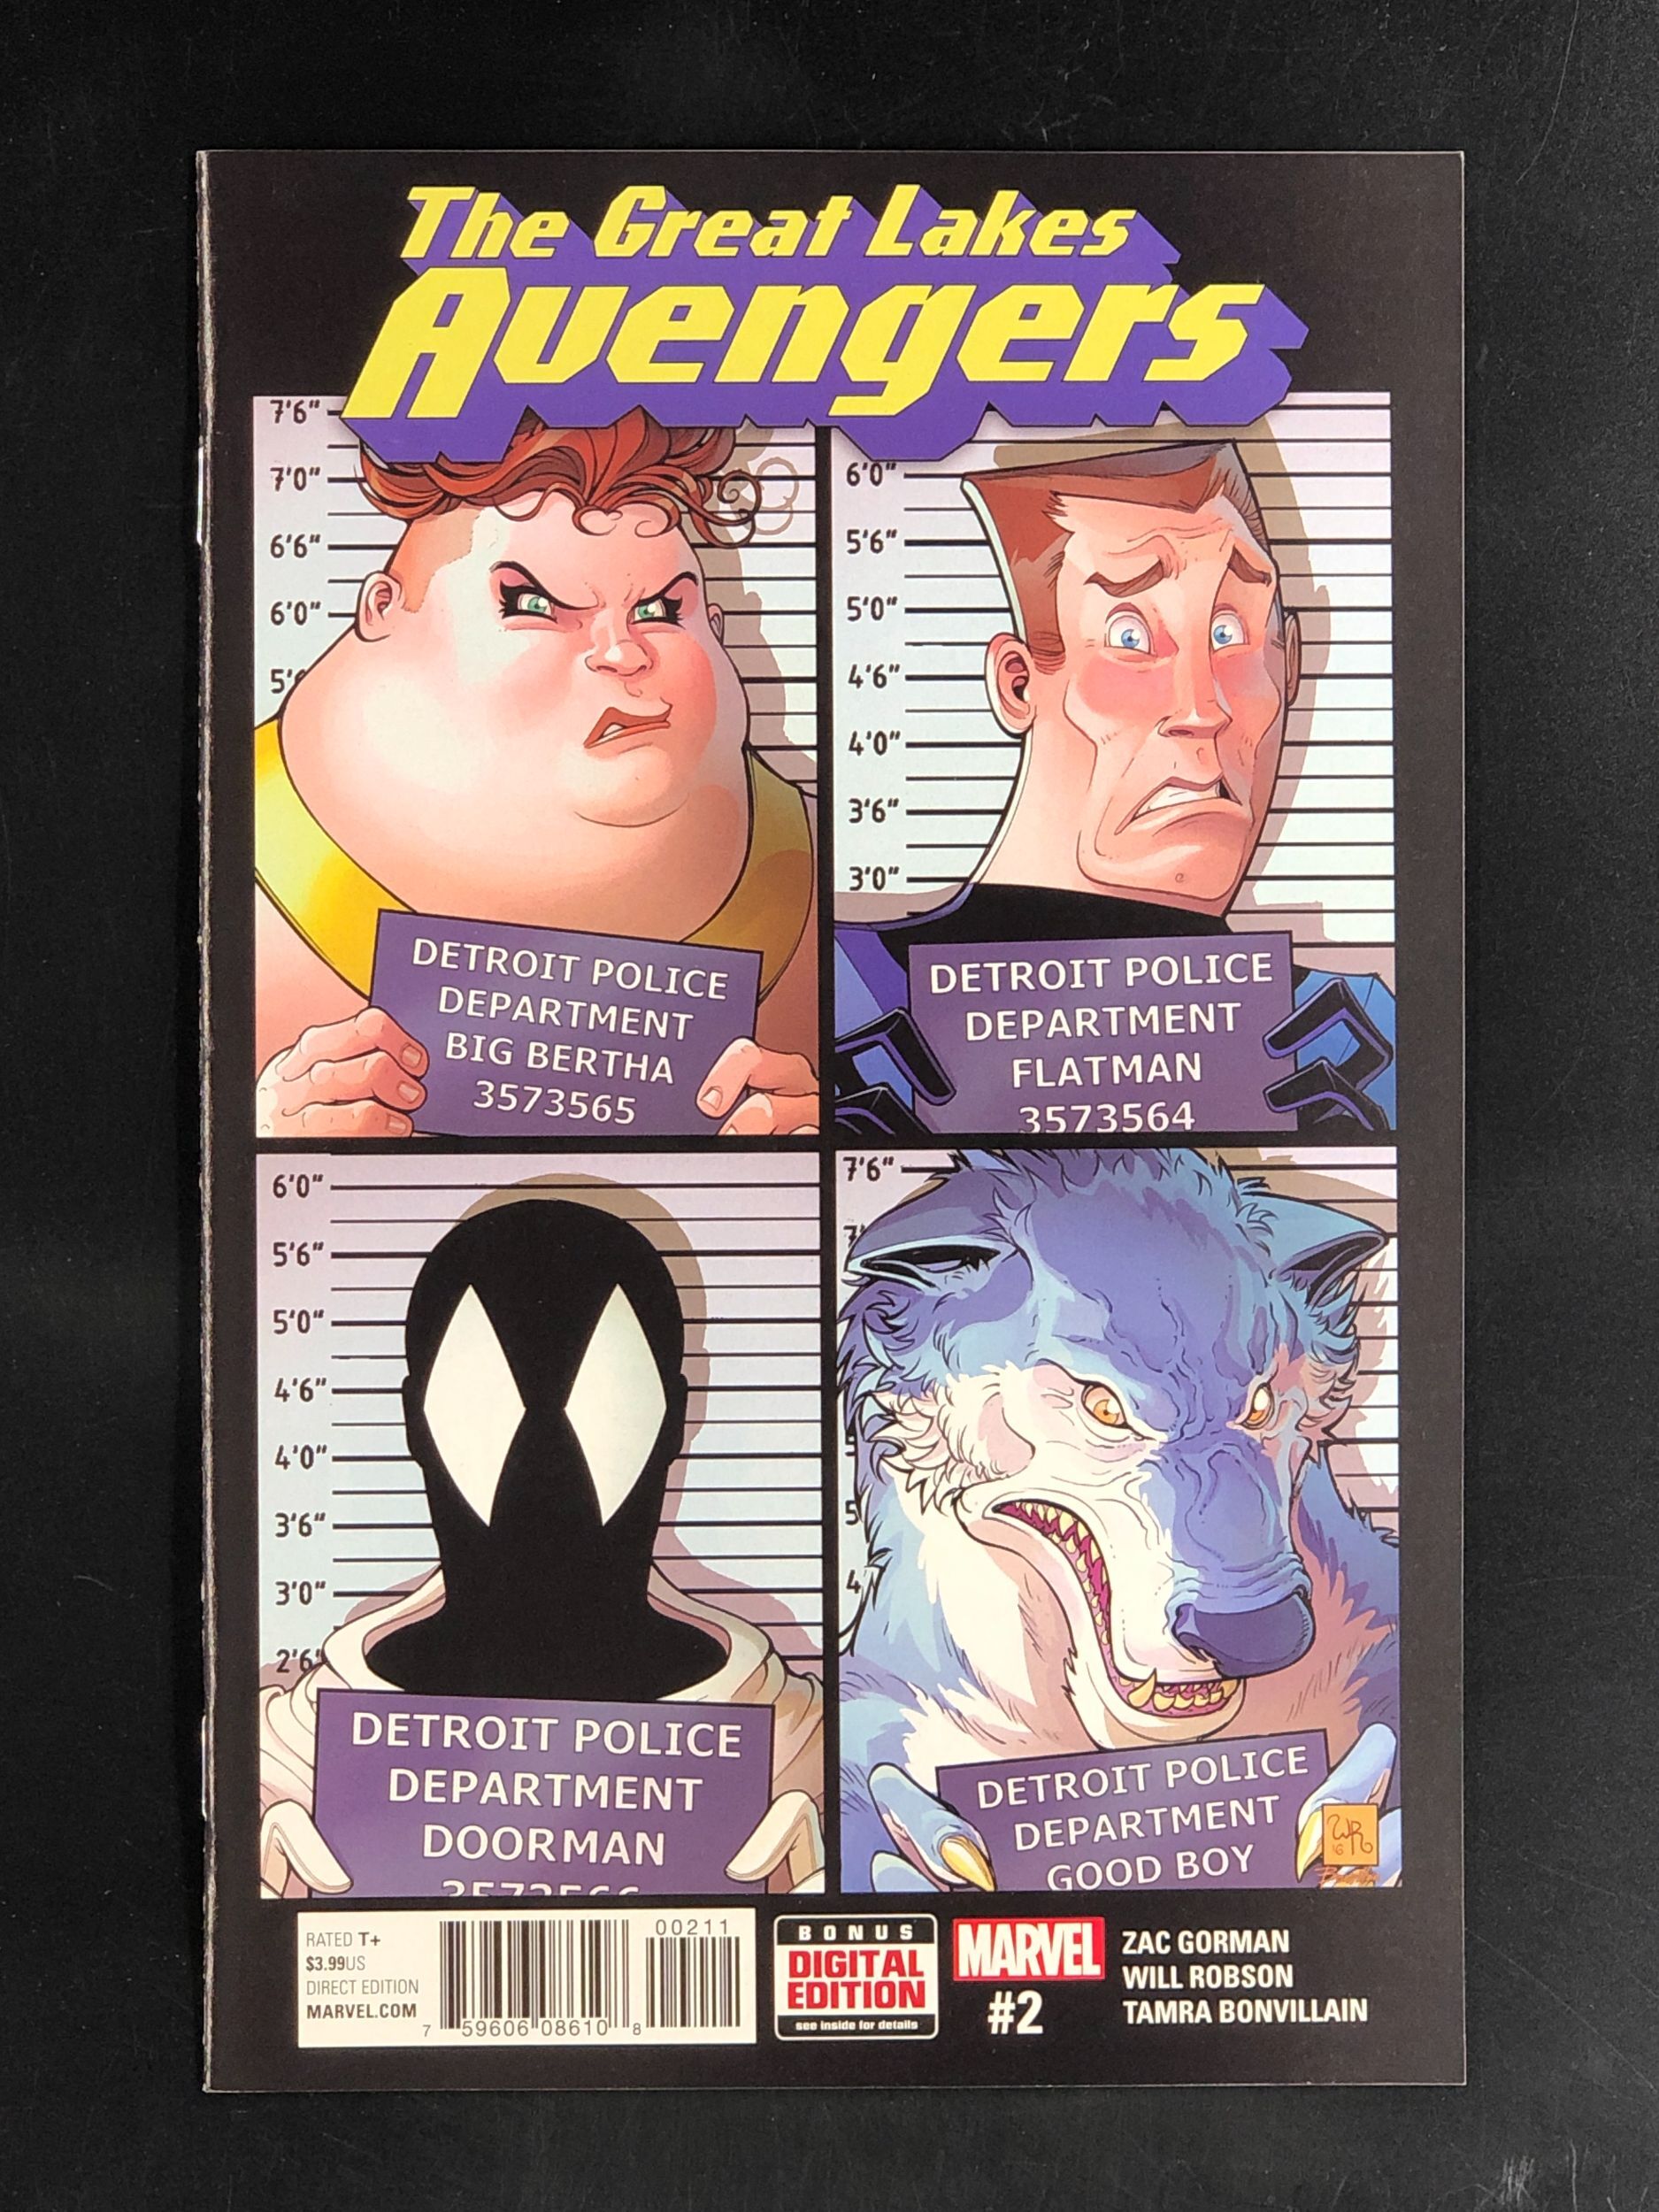 The Great Lakes
Avengers
7'6"
7'0"
6'6"
6'0"
DETROIT POLICE
DEPARTMENT
BIG BERTHA
3573565
6'0"
5'6"
5'0"
4'6"
4'0"
3'6"
3'0"
DETROIT POLICE
DEPARTMENT
FLATMAN
3573564
6'0"
5'6"
5'0"
4'6"
4'0"
3'6"
3'0"
2'6"
DETROIT POLICE
DEPARTMENT
DOORMAN
7'6"
DETROIT POLICE
DEPARTMENT
GOOD BOY
WR
RATED T+
$3.99US
DIRECT EDITION
MARVEL.COM
00211
7 59606 08610 8
BONUS
DIGITAL
EDITION
see inside for details
MARVEL
#2
ZAC GORMAN
WILL ROBSON
TAMRA BONVILLAIN